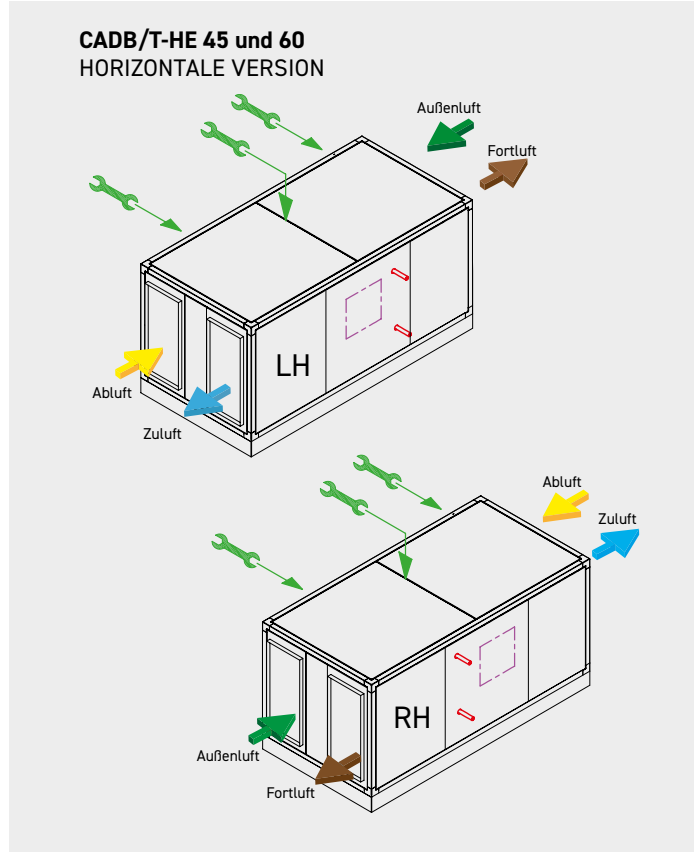 CADB/T-HE 45 und 60
HORIZONTALE VERSION
Außenluft
Fortluft
LH
Abluft
Zuluft
Abluft
Zuluft
RH
Außenluft
Fortluft